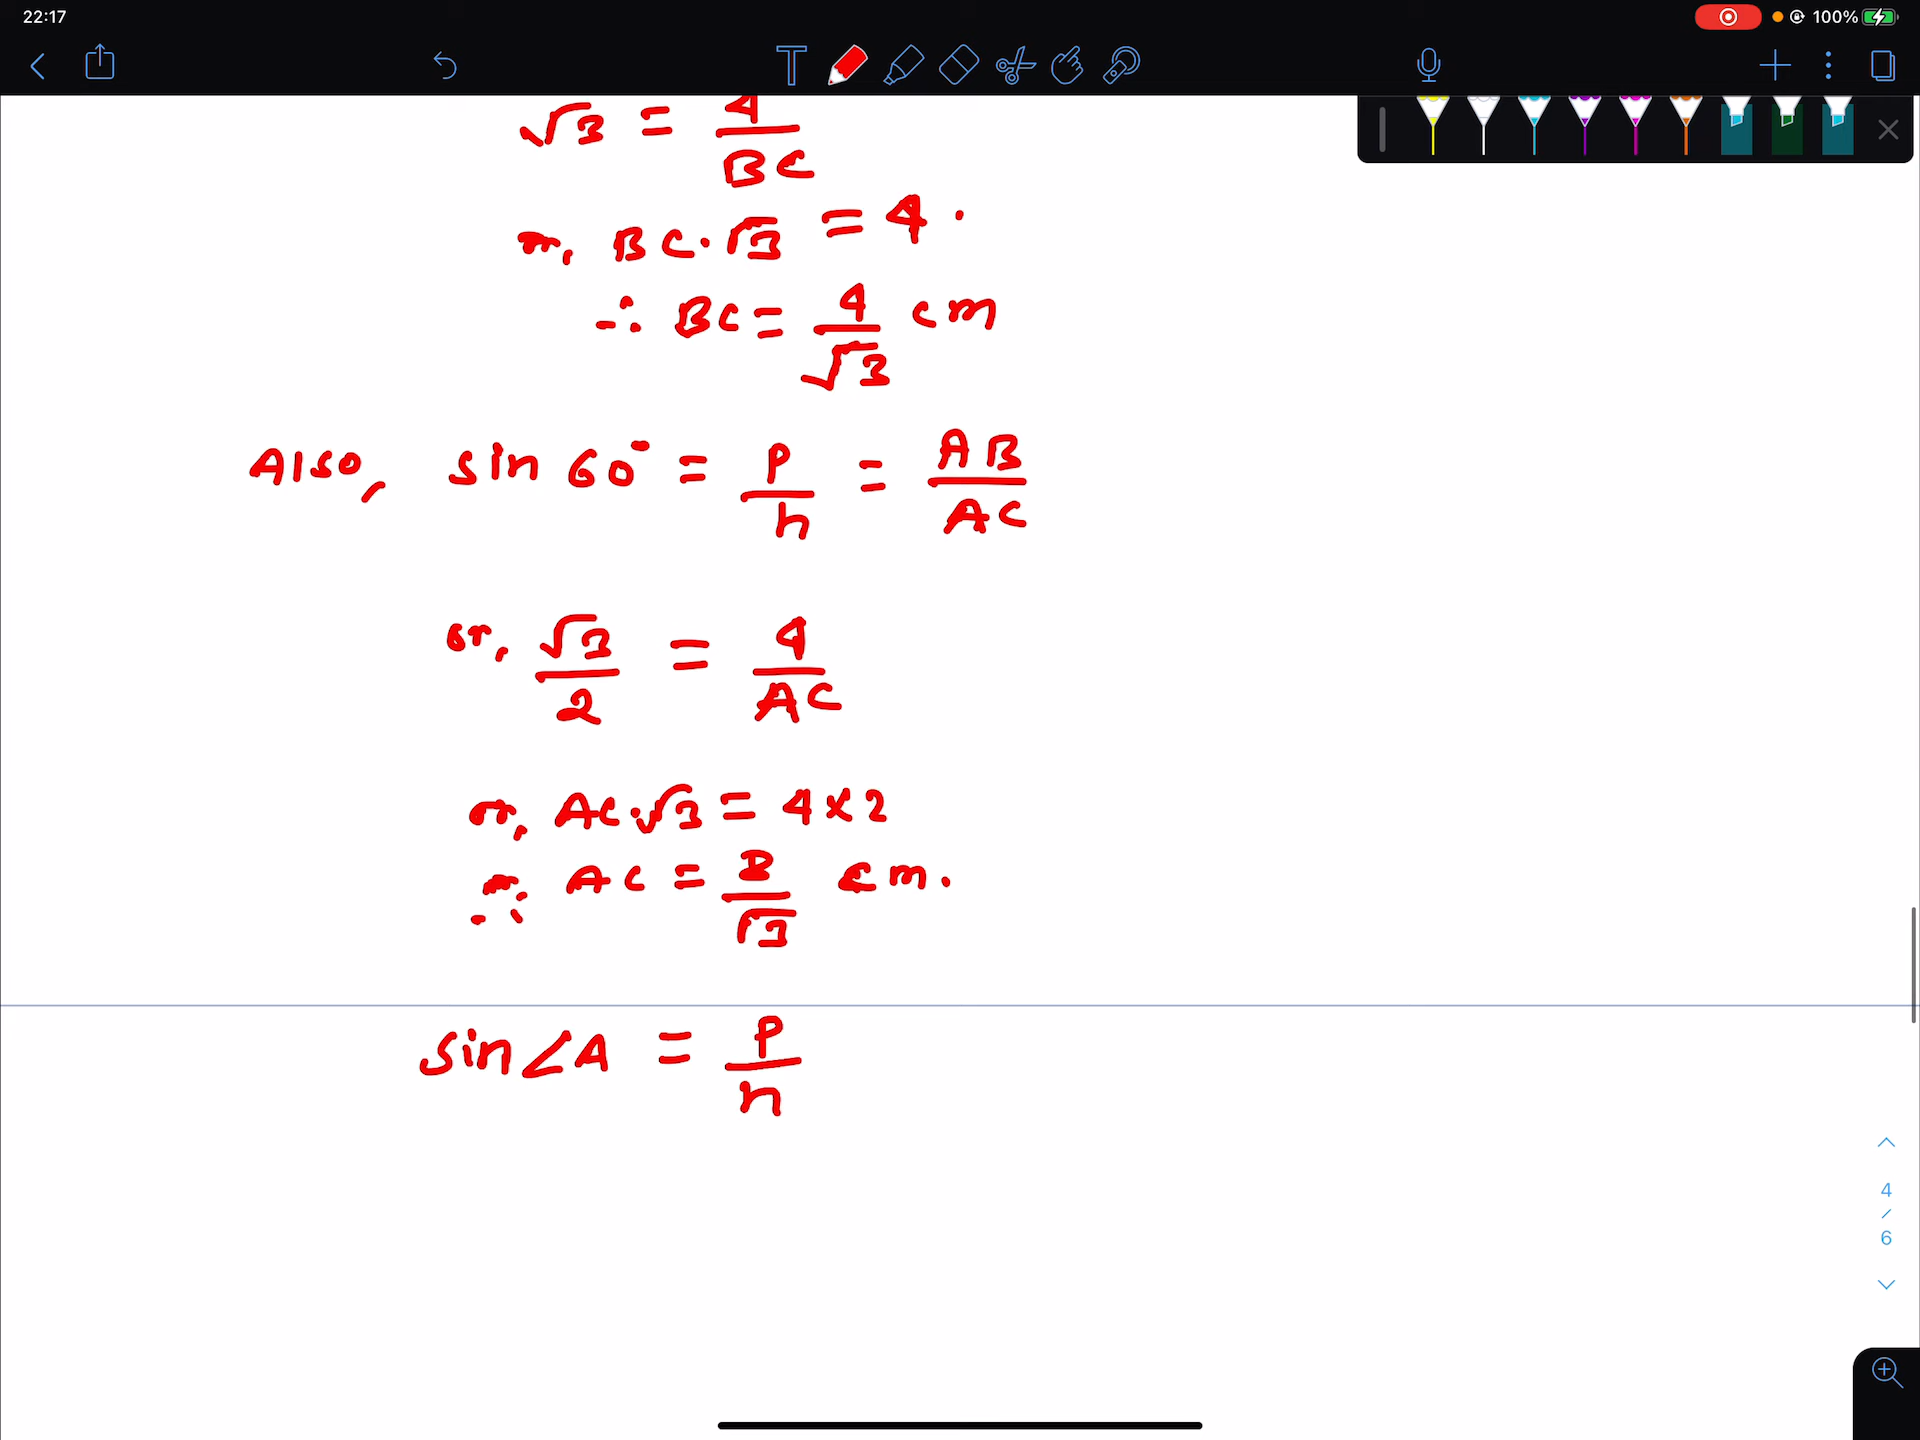 22:17
100%
√3 = 4/BC
or, BC·√3 = 4.
∴ BC = 4/√3 cm
Also, sin 60° = p/h = AB/AC
or, √3/2 = 4/AC
or, AC·√3 = 4×2
∴ AC = 8/√3 cm.
sin∠A = p/h
4
/
6